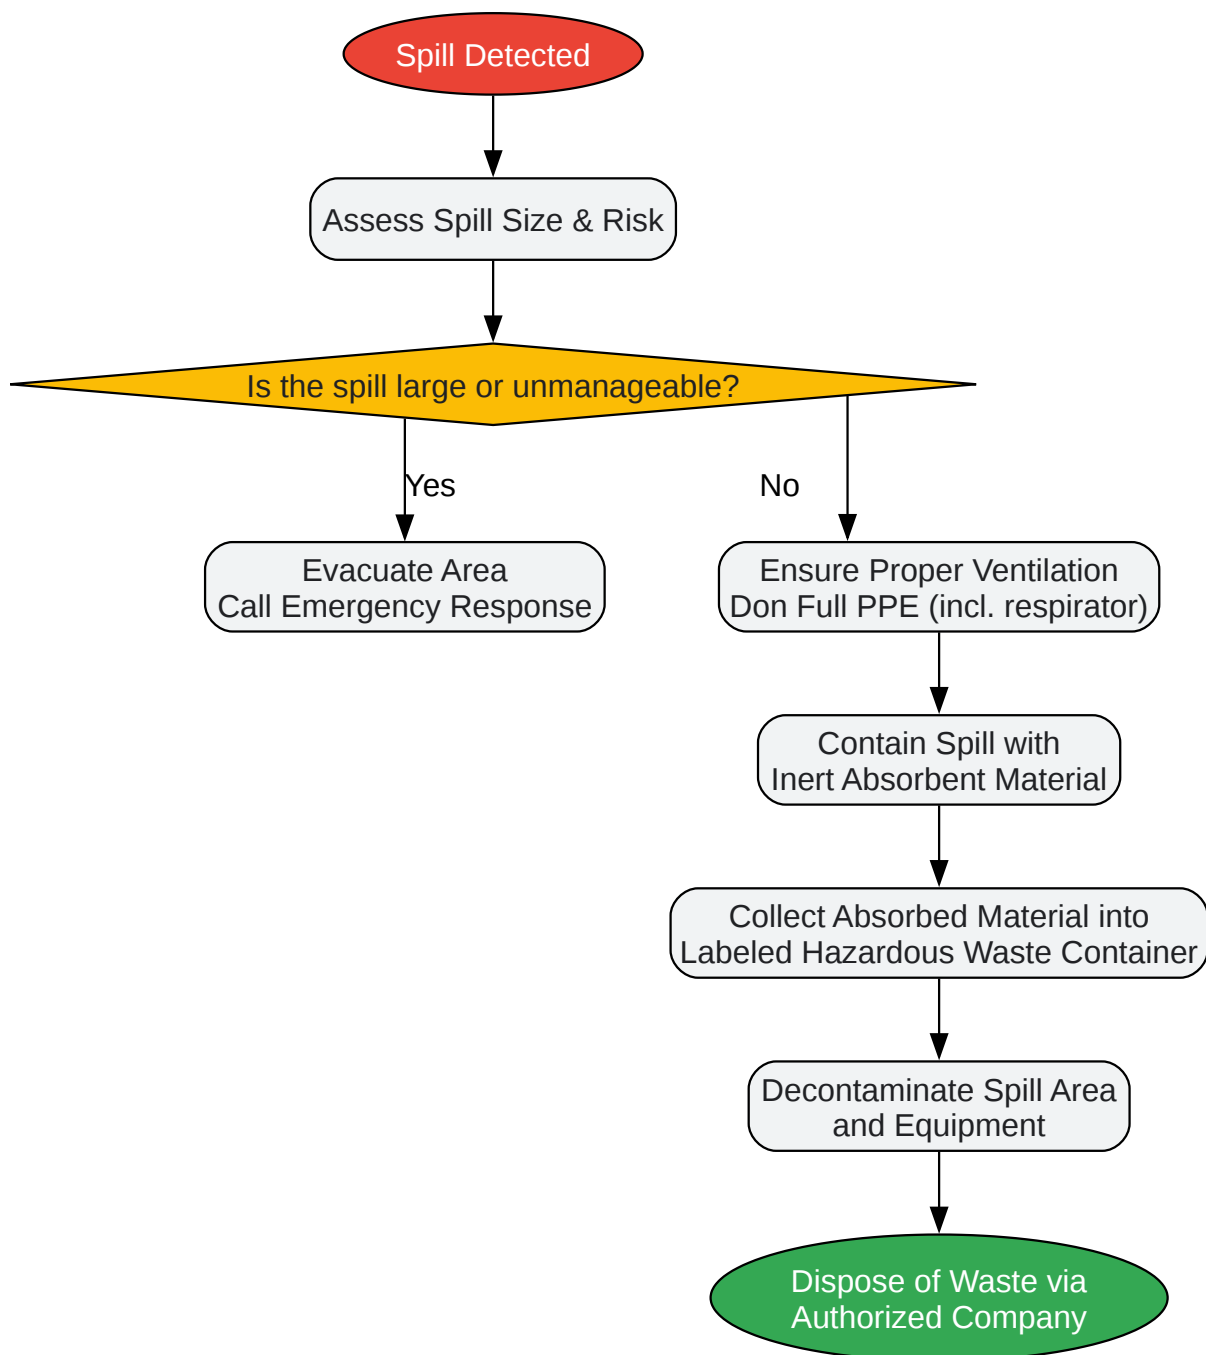 Spill Detected
Assess Spill Size & Risk
Is the spill large or unmanageable?
Yes
No
Evacuate Area
Call Emergency Response
Ensure Proper Ventilation
Don Full PPE (incl. respirator)
Contain Spill with
Inert Absorbent Material
Collect Absorbed Material into
Labeled Hazardous Waste Container
Decontaminate Spill Area
and Equipment
Dispose of Waste via
Authorized Company